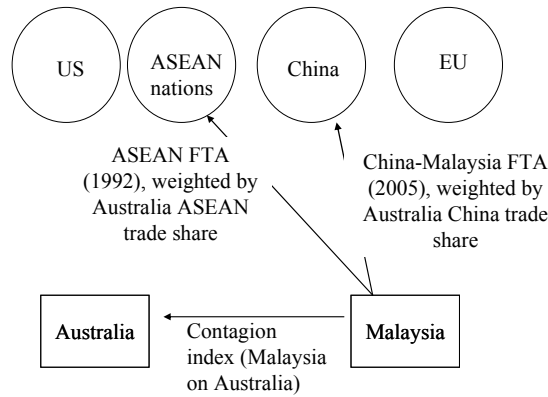 US
ASEAN
nations
China
EU
ASEAN FTA
(1992), weighted by
Australia ASEAN
trade share
China-Malaysia FTA
(2005), weighted by
Australia China trade
share
Australia
Contagion
index (Malaysia
on Australia)
Malaysia